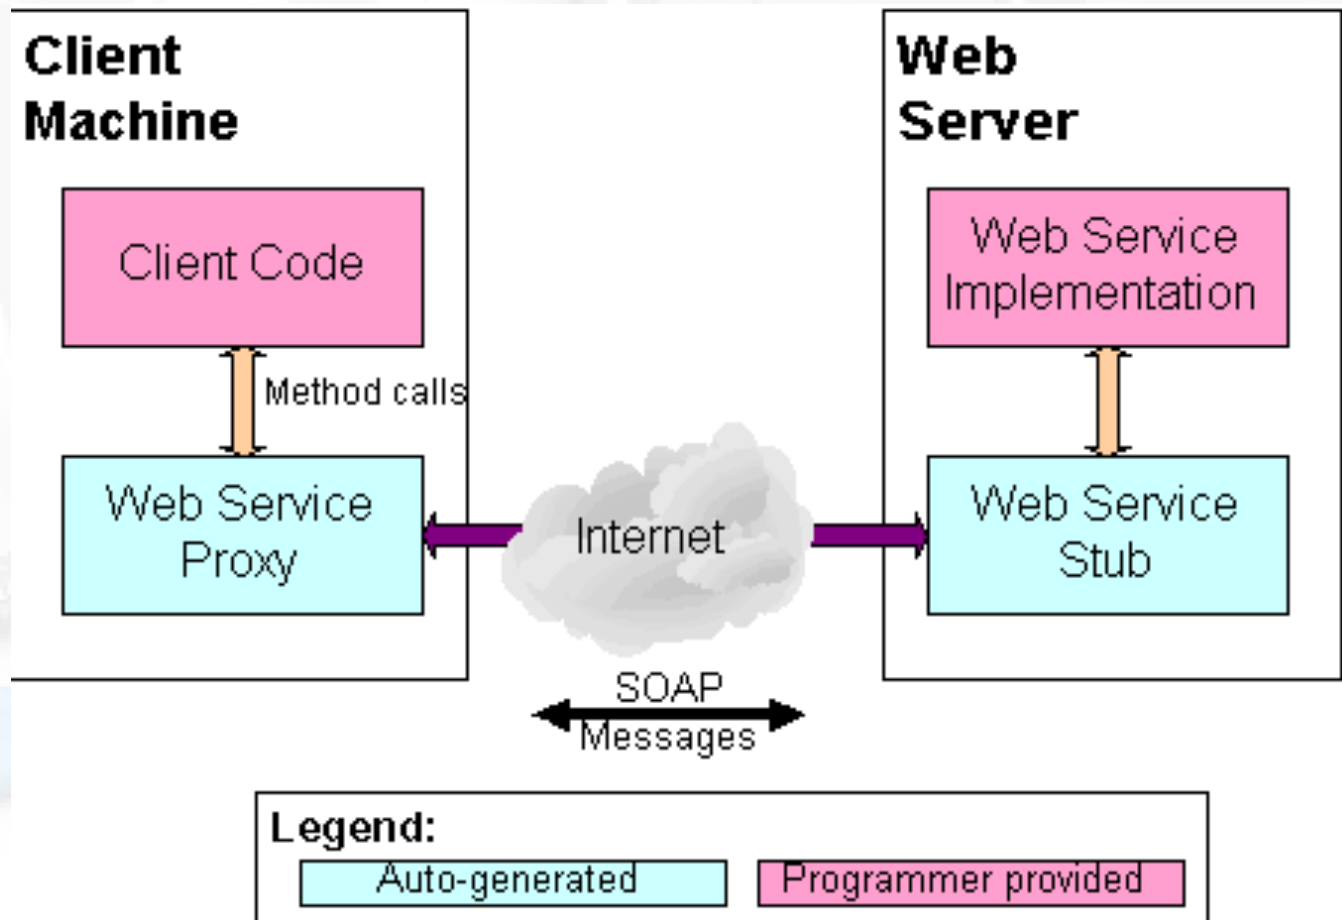 Client
Machine
Client Code
Method calls
Web Service
Proxy
Internet
SOAP
Messages
Web
Server
Web Service
Implementation
Web Service
Stub
Legend:
Auto-generated
Programmer provided